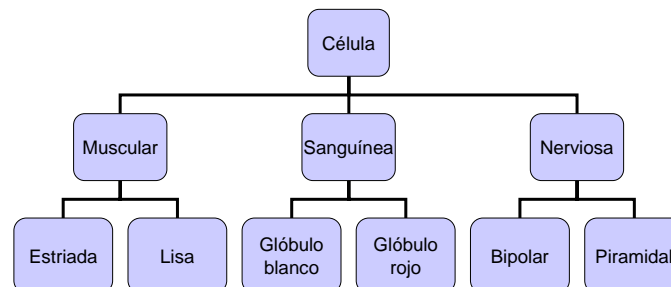 Célula
Muscular
Sanguínea
Nerviosa
Estriada
Lisa
Glóbulo
blanco
Glóbulo
rojo
Bipolar
Piramidal